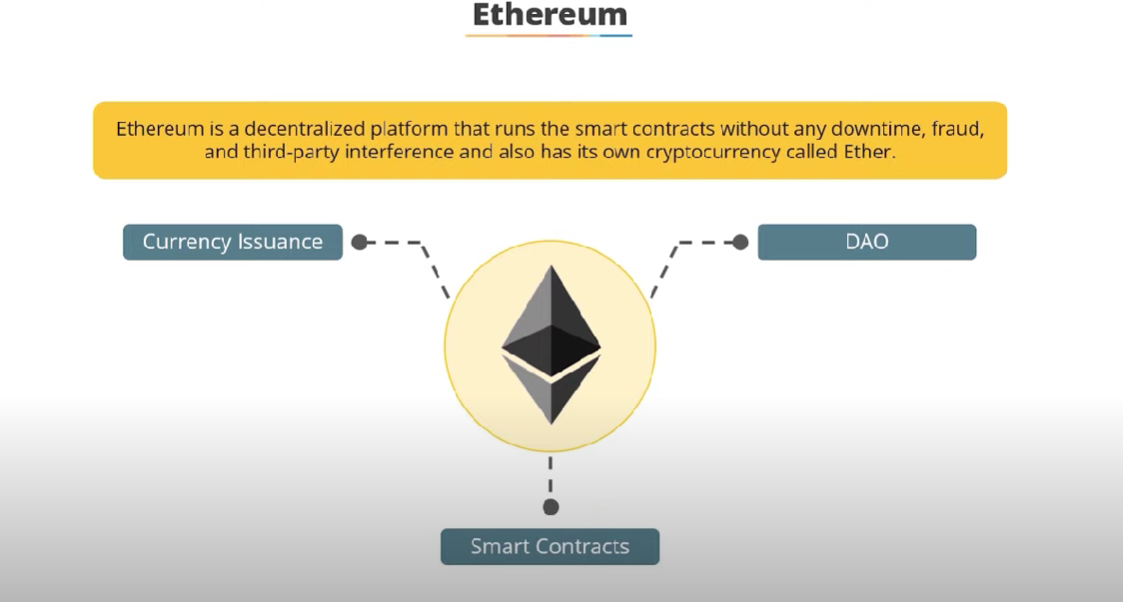 Ethereum
Ethereum is a decentralized platform that runs the smart contracts without any downtime, fraud,
and third-party interference and also has its own cryptocurrency called Ether.
Currency Issuance
DAO
Smart Contracts